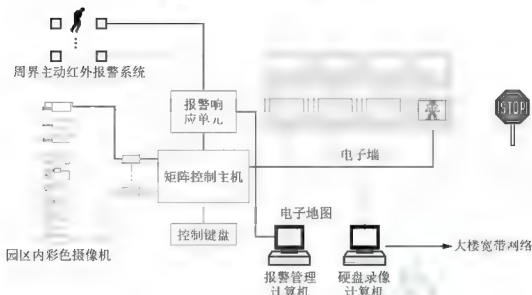 周界主动红外报警系统
报警响
应单元
ISTOPI
电子墙
矩阵控制主机
电子地图
控制键盘
园区内彩色摄像机
大楼宽带网络
报警管理
计算机
硬盘录像
计算机